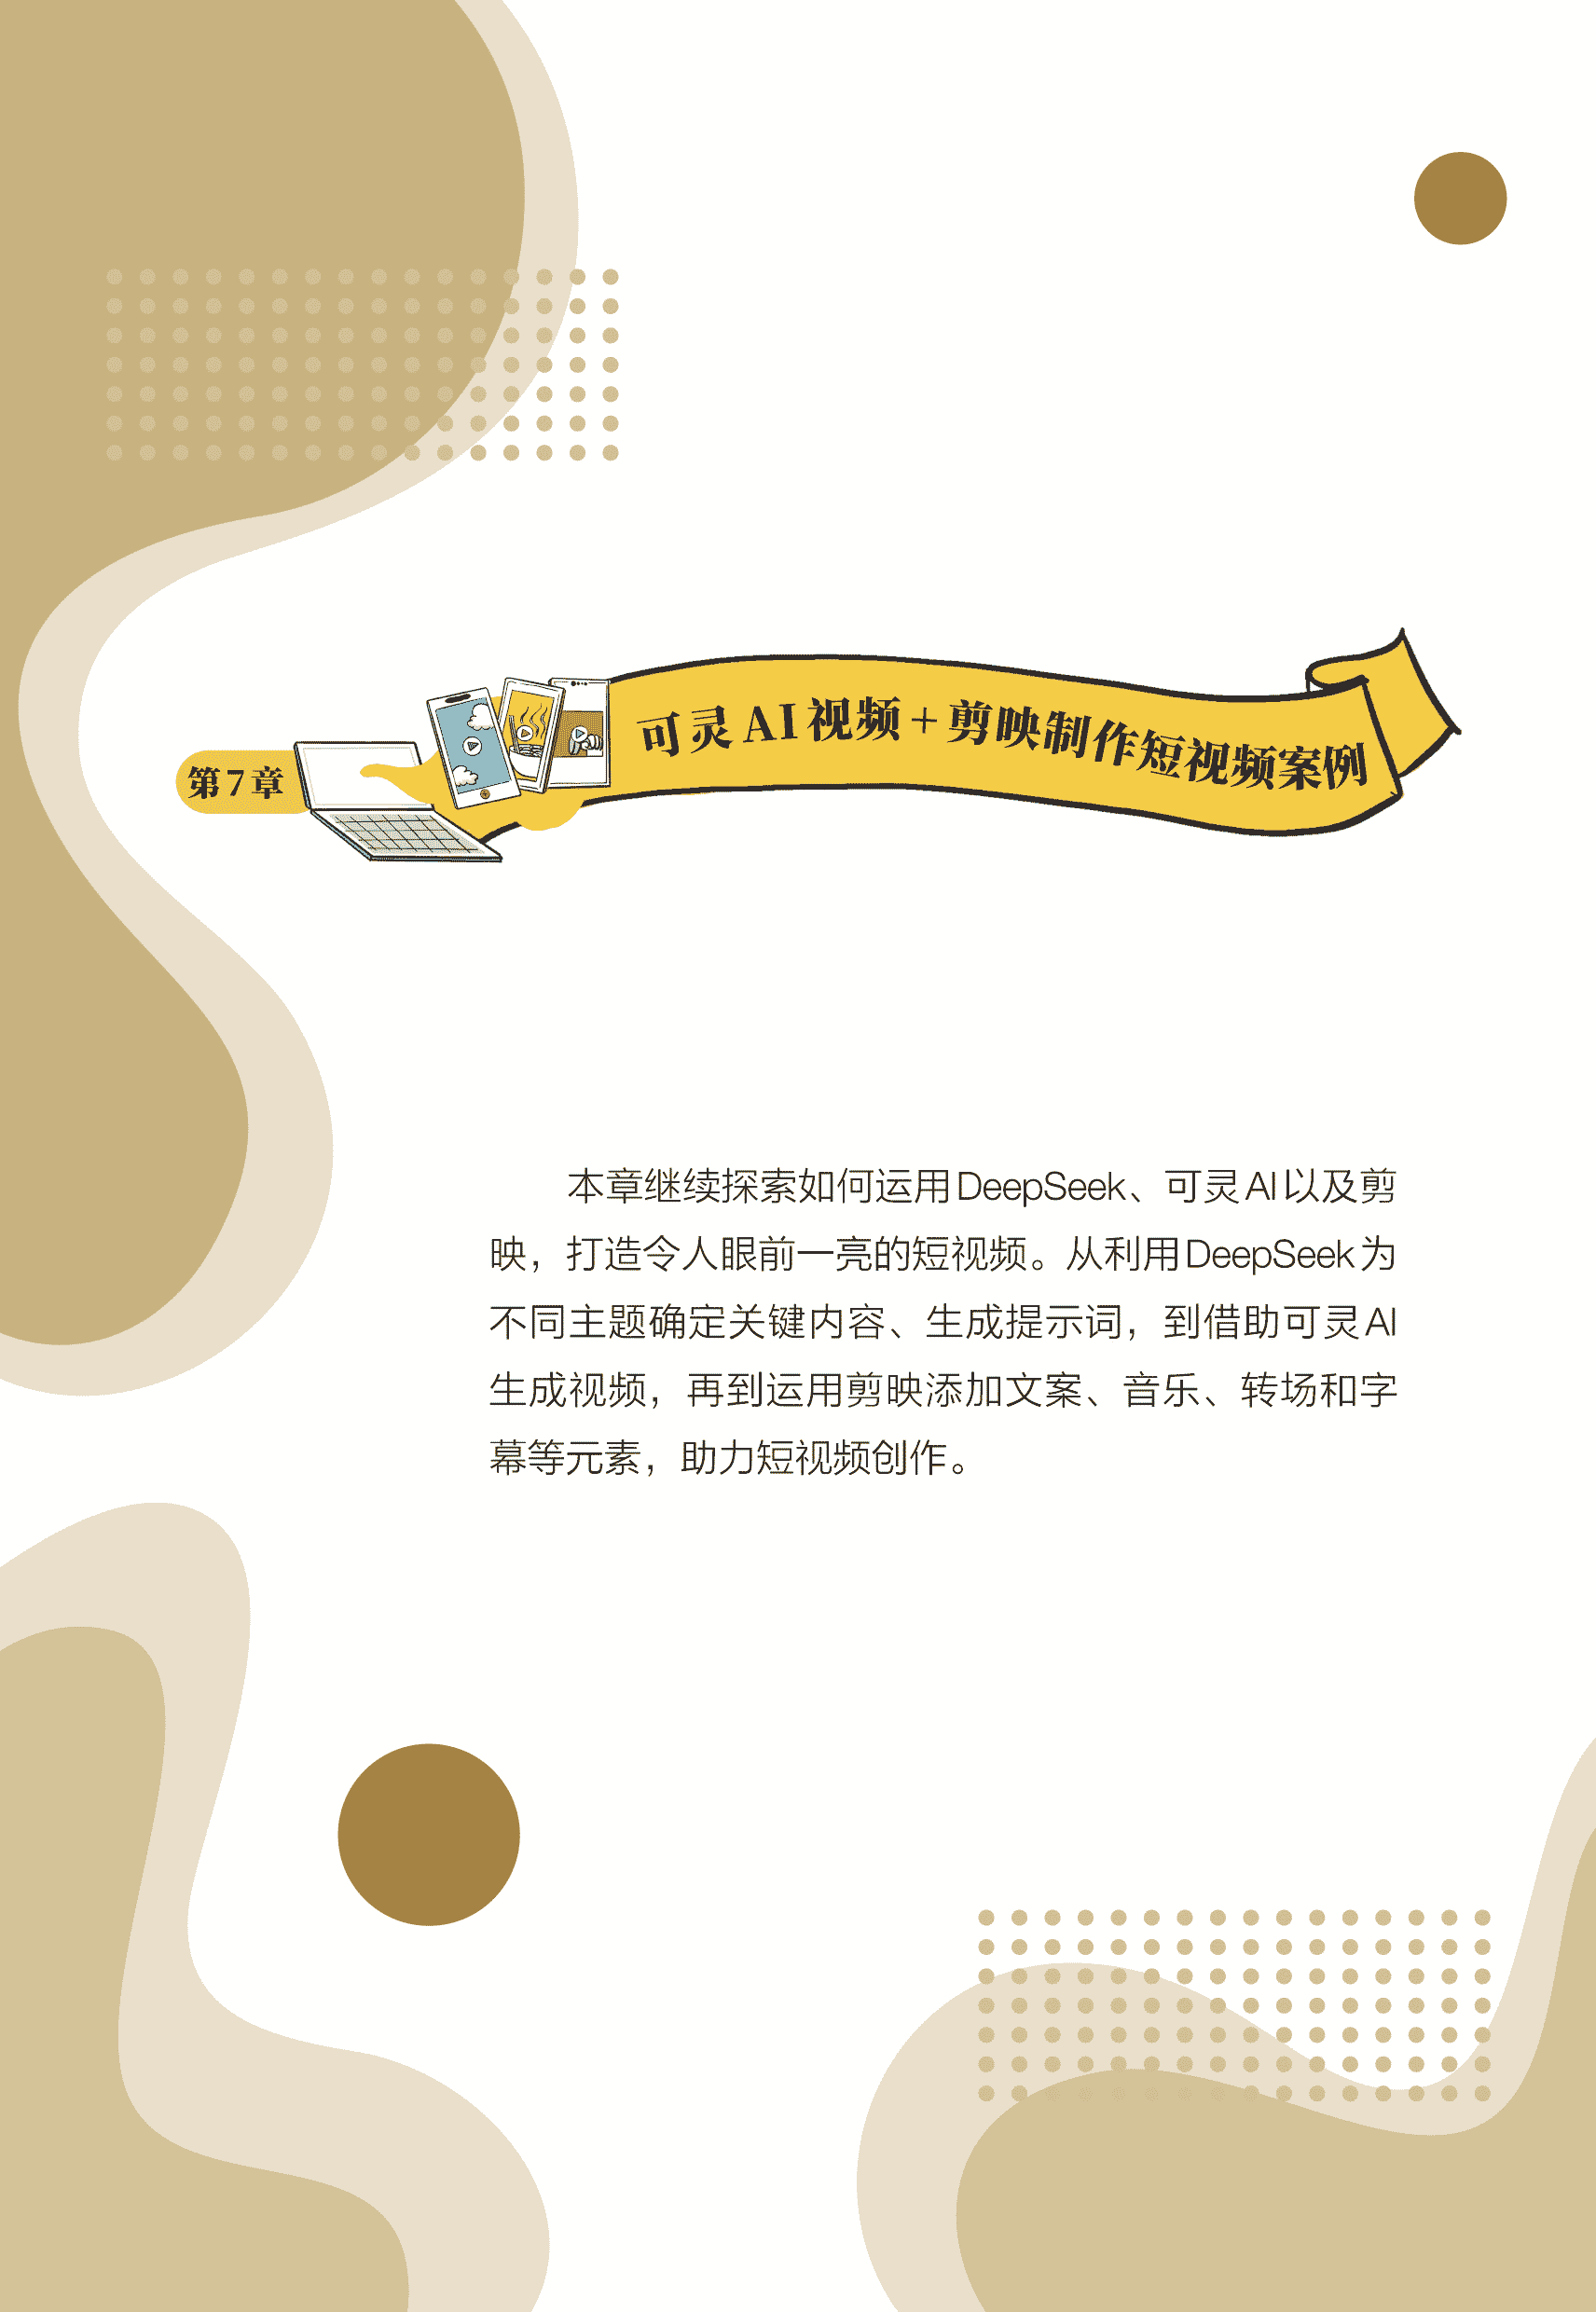 第7章
可灵AI视频+剪映制作短视频案例
本章继续探索如何运用DeepSeek、可灵AI以及剪
映，打造令人眼前一亮的短视频。从利用DeepSeek为
不同主题确定关键内容、生成提示词，到借助可灵AI
生成视频，再到运用剪映添加文案、音乐、转场和字
幕等元素，助力短视频创作。